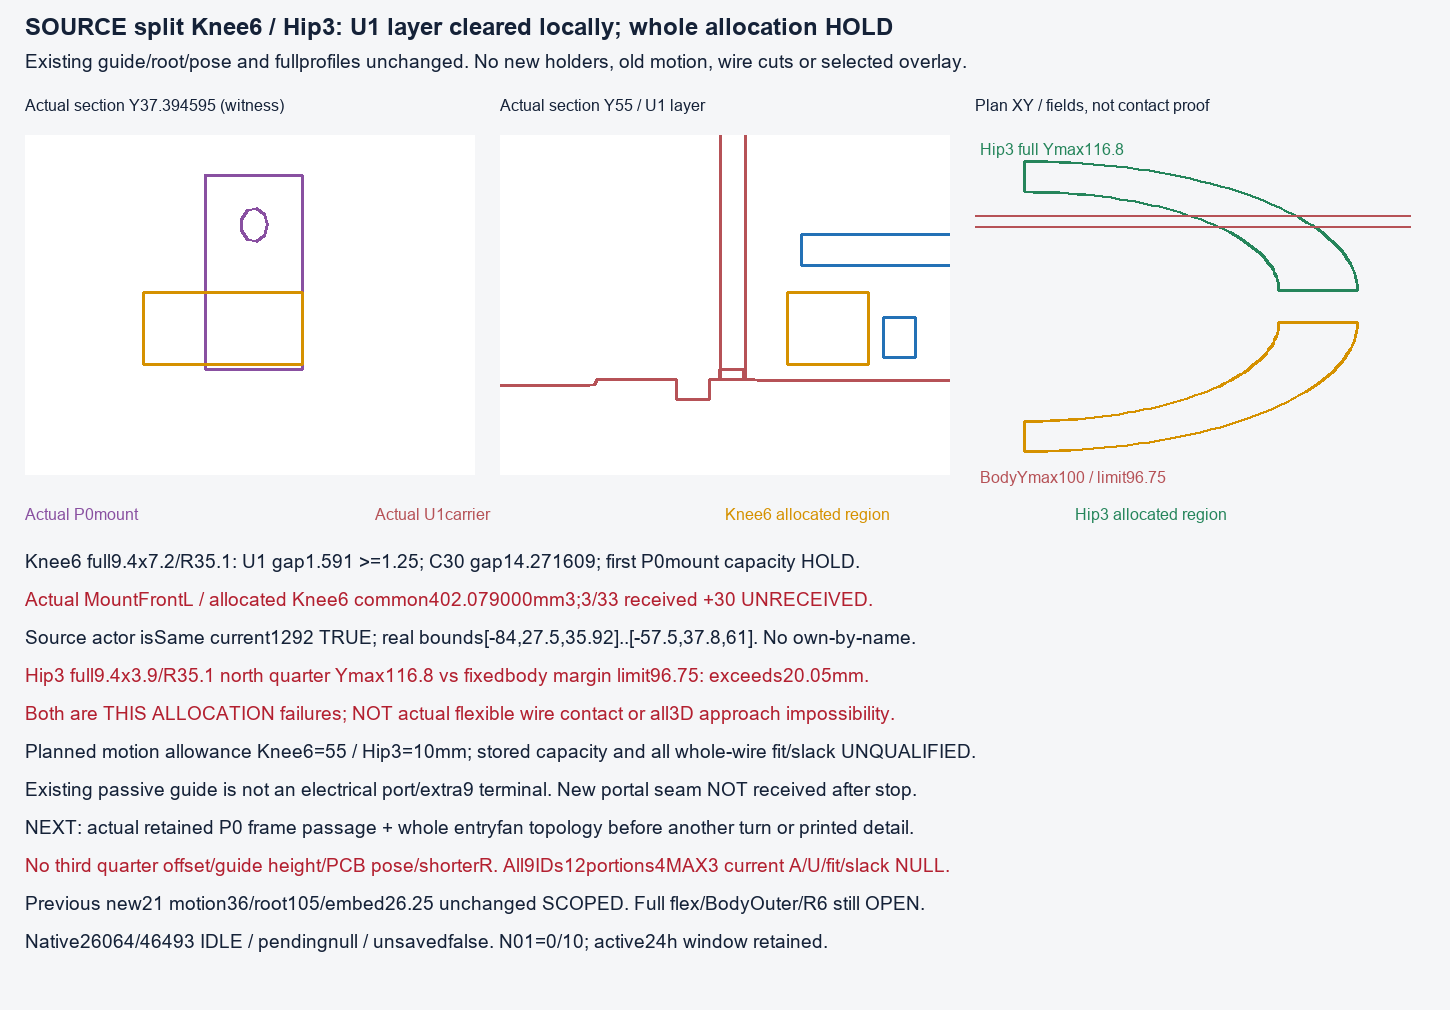 SOURCE split Knee6 / Hip3: U1 layer cleared locally; whole allocation HOLD
Existing guide/root/pose and fullprofiles unchanged. No new holders, old motion, wire cuts or selected overlay.
Actual section Y37.394595 (witness)
Actual section Y55 / U1 layer
Plan XY / fields, not contact proof
Hip3 full Ymax116.8
BodyYmax100 / limit96.75
Actual P0mount
Actual U1carrier
Knee6 allocated region
Hip3 allocated region
Knee6 full9.4x7.2/R35.1: U1 gap1.591 >=1.25; C30 gap14.271609; first P0mount capacity HOLD.
Actual MountFrontL / allocated Knee6 common402.079000mm3;3/33 received +30 UNRECEIVED.
Source actor isSame current1292 TRUE; real bounds[-84,27.5,35.92]..[-57.5,37.8,61]. No own-by-name.
Hip3 full9.4x3.9/R35.1 north quarter Ymax116.8 vs fixedbody margin limit96.75: exceeds20.05mm.
Both are THIS ALLOCATION failures; NOT actual flexible wire contact or all3D approach impossibility.
Planned motion allowance Knee6=55 / Hip3=10mm; stored capacity and all whole-wire fit/slack UNQUALIFIED.
Existing passive guide is not an electrical port/extra9 terminal. New portal seam NOT received after stop.
NEXT: actual retained P0 frame passage + whole entryfan topology before another turn or printed detail.
No third quarter offset/guide height/PCB pose/shorterR. All9IDs12portions4MAX3 current A/U/fit/slack NULL.
Previous new21 motion36/root105/embed26.25 unchanged SCOPED. Full flex/BodyOuter/R6 still OPEN.
Native26064/46493 IDLE / pendingnull / unsavedfalse. N01=0/10; active24h window retained.